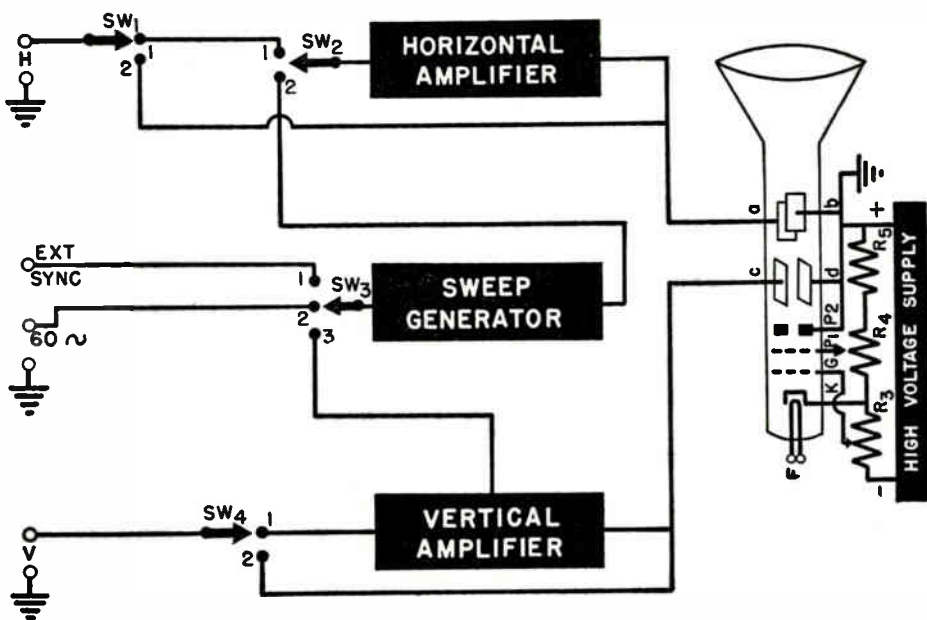 SW1
H
1
2
1
SW2
2
HORIZONTAL
AMPLIFIER
a
b
+
EXT
SYNC
1
SW3
2
3
SWEEP
GENERATOR
60 ~
c
d
P2
P1
G
K
R5
R4
R3
HIGH VOLTAGE SUPPLY
F
-
V
SW4
1
2
VERTICAL
AMPLIFIER